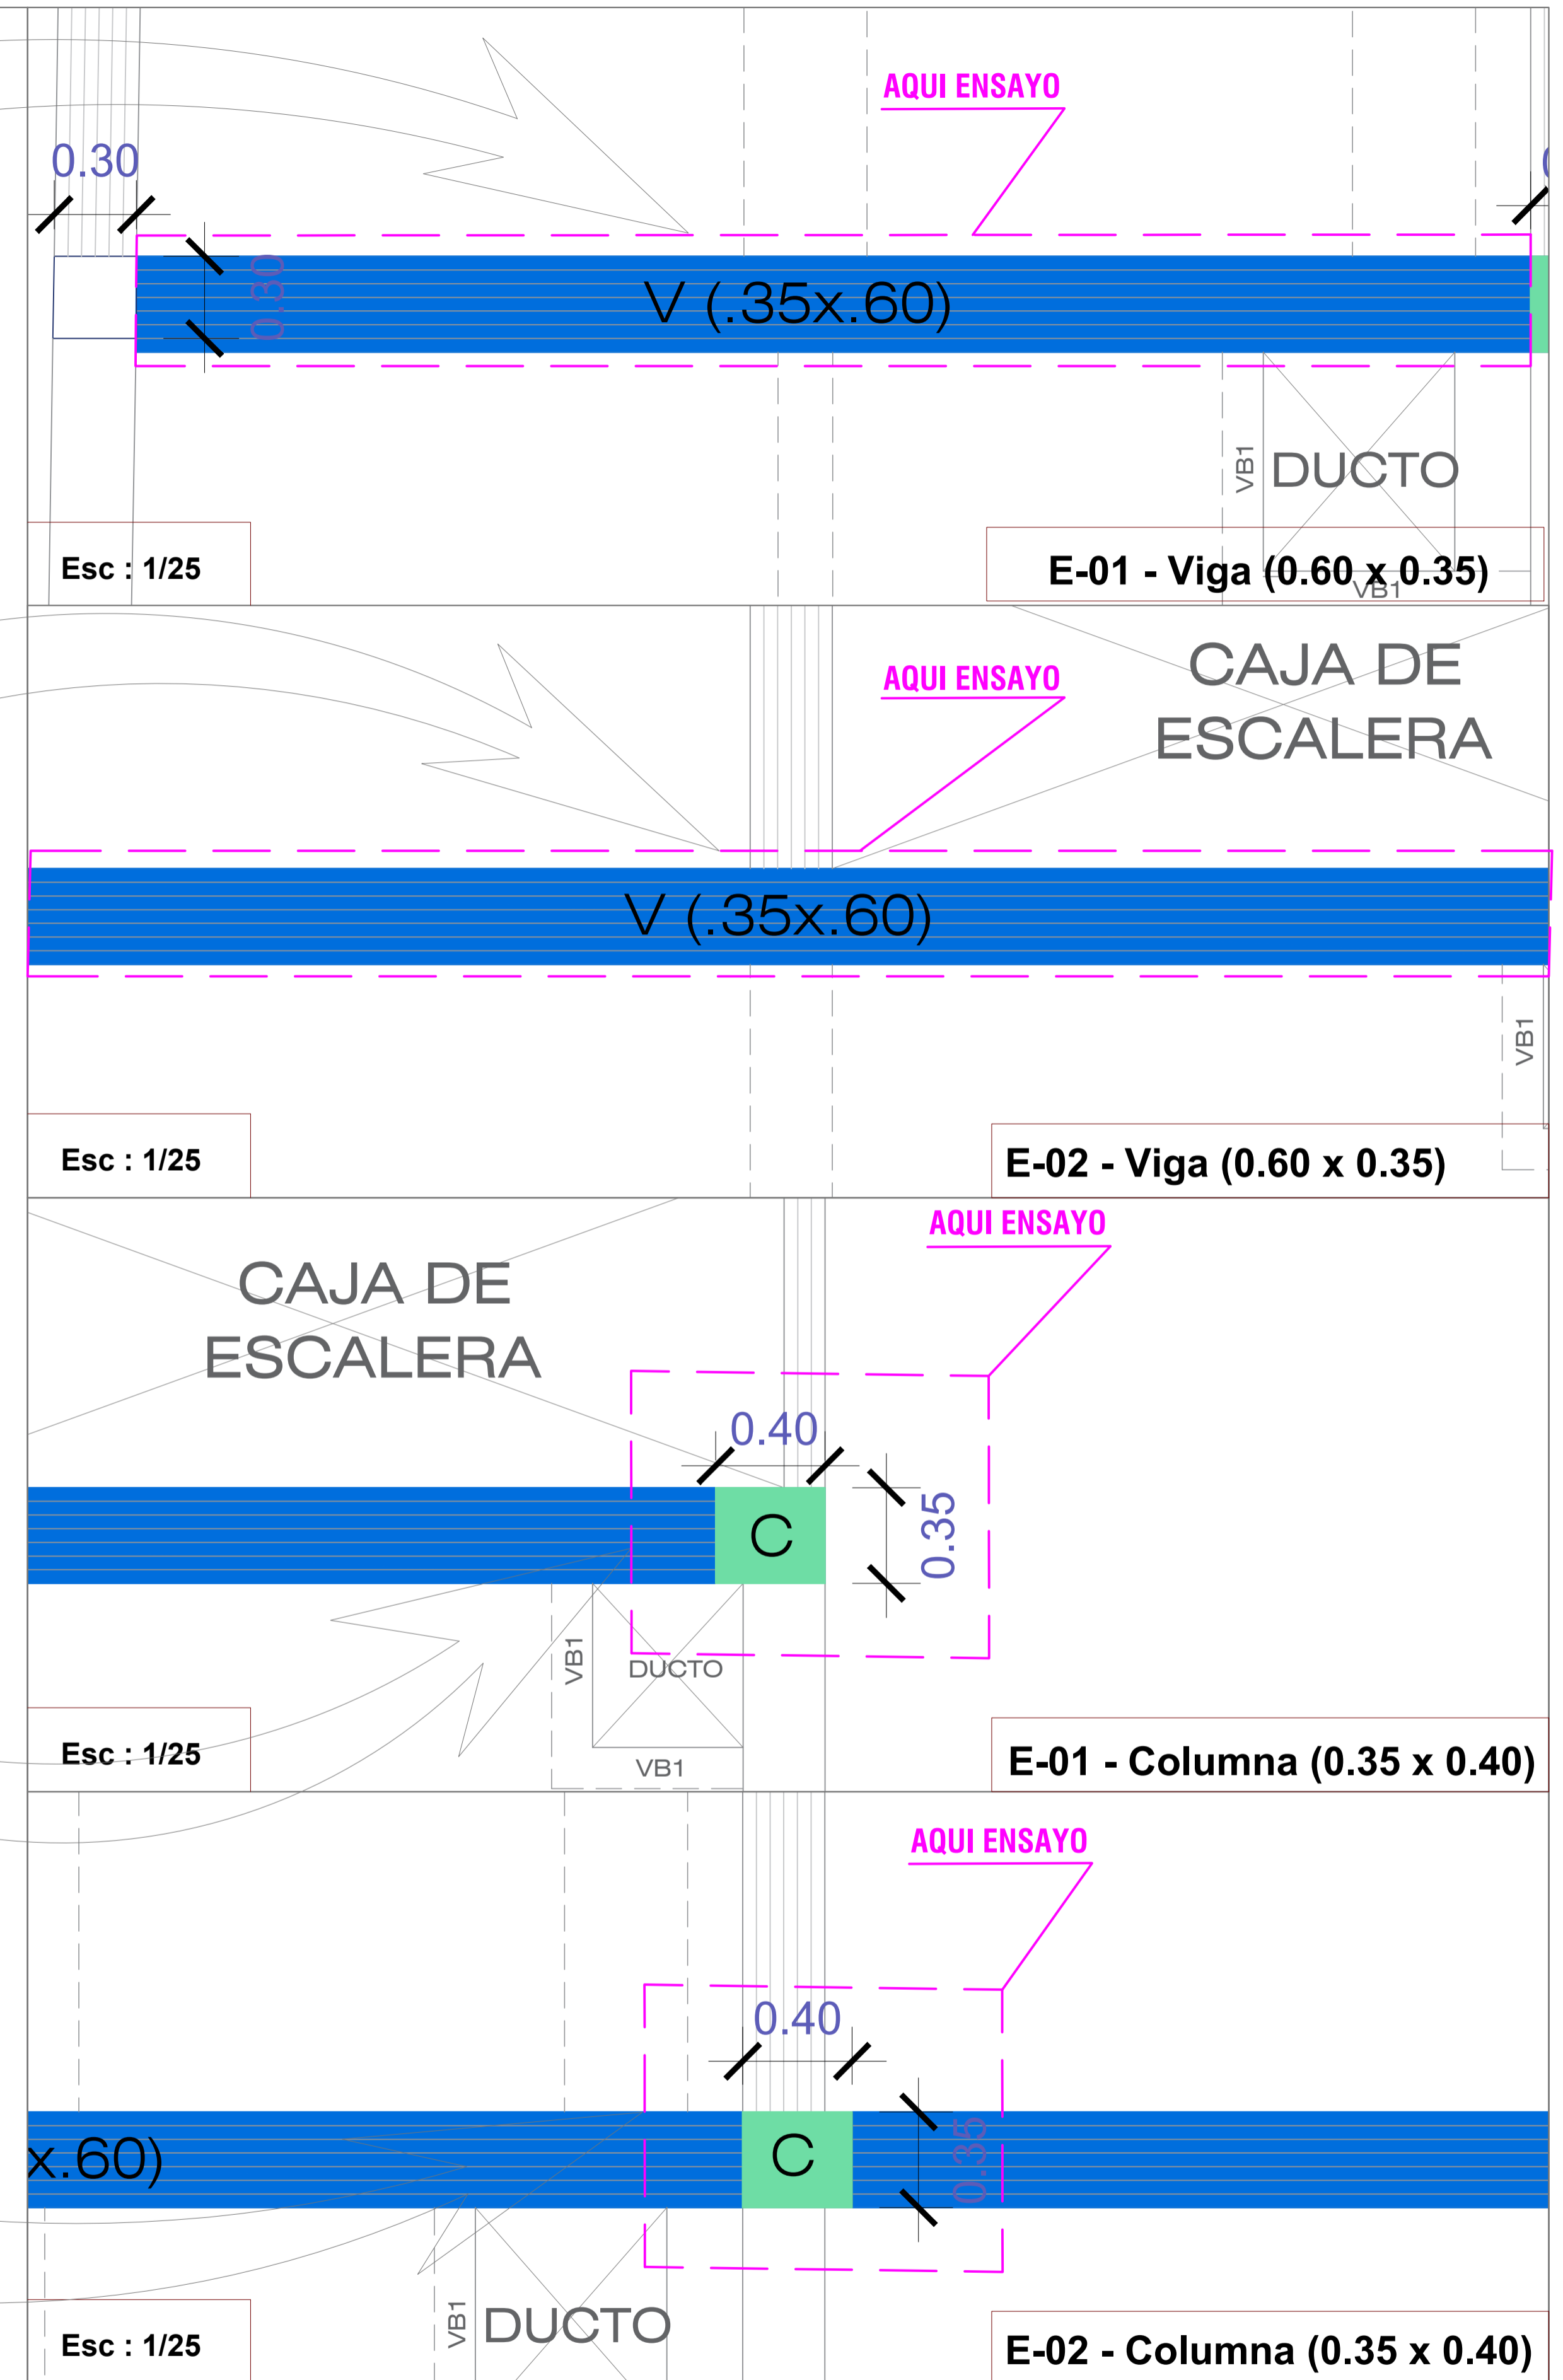 AQUI ENSAYO
0.30
0.30
V (.35x.60)
VB1
DUCTO
Esc : 1/25
E-01 - Viga (0.60 x 0.35)
VB1
CAJA DE
ESCALERA
AQUI ENSAYO
V (.35x.60)
VB1
Esc : 1/25
E-02 - Viga (0.60 x 0.35)
AQUI ENSAYO
CAJA DE
ESCALERA
0.40
C
0.35
VB1
DUCTO
VB1
Esc : 1/25
E-01 - Columna (0.35 x 0.40)
AQUI ENSAYO
0.40
x.60)
C
0.35
VB1
DUCTO
Esc : 1/25
E-02 - Columna (0.35 x 0.40)